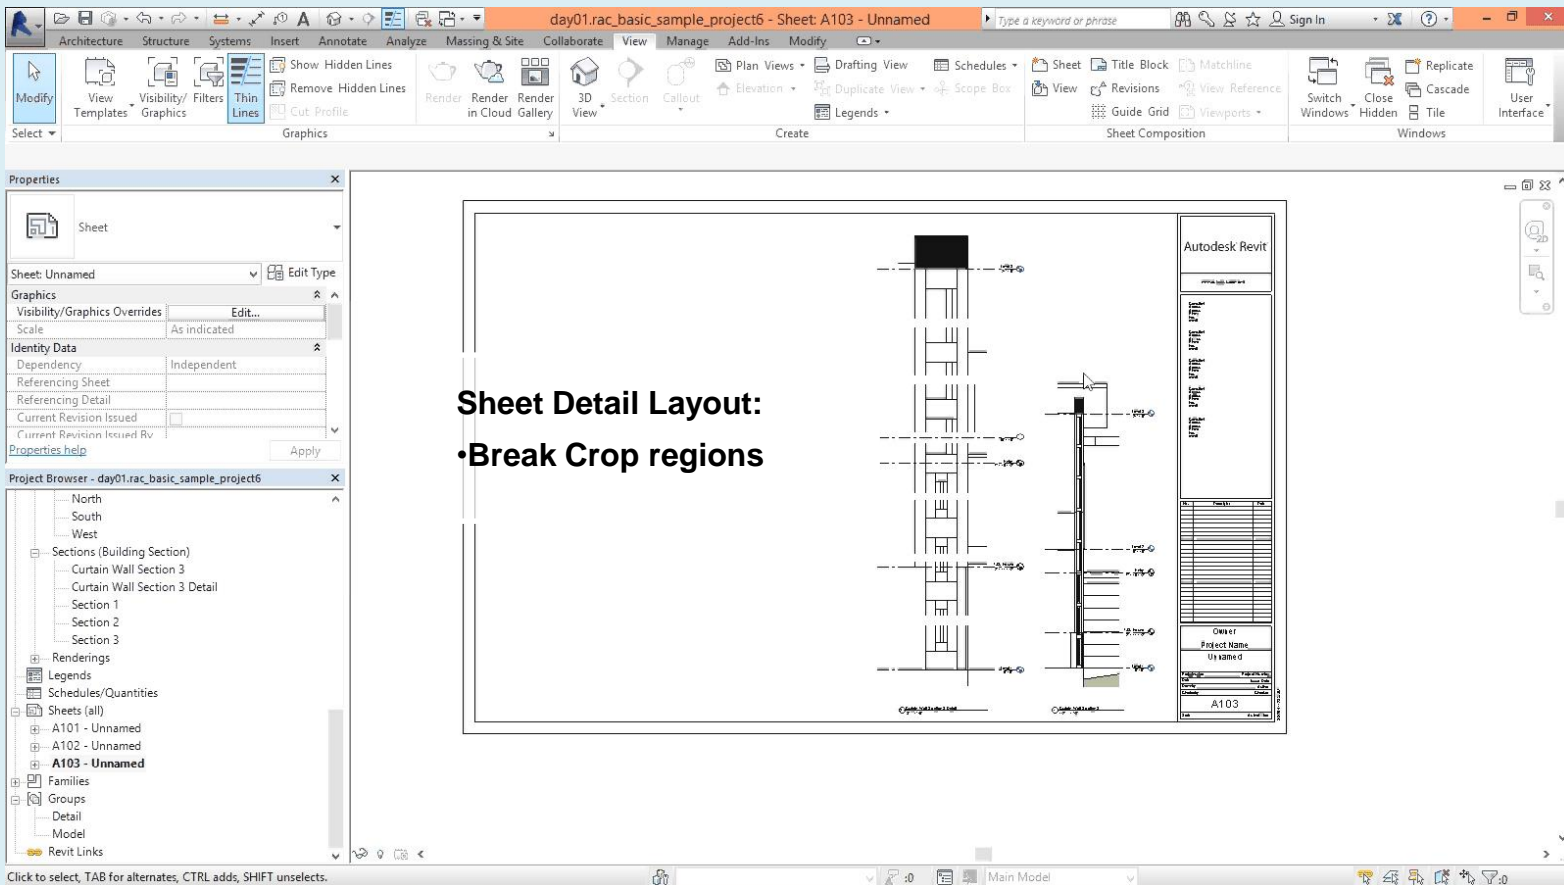 day01.rac_basic_sample_project6 - Sheet: A103 - Unnamed
Type a keyword or phrase
Sign In
Architecture Structure Systems Insert Annotate Analyze Massing & Site Collaborate View Manage Add-Ins Modify
Modify
View Templates
Visibility/ Graphics
Filters
Thin Lines
Show Hidden Lines
Remove Hidden Lines
Cut Profile
Render
Render in Cloud
Render Gallery
3D View
Section
Callout
Plan Views
Elevation
Drafting View
Duplicate View
Legends
Schedules
Scope Box
Sheet
View
Title Block
Revisions
Guide Grid
Matchline
View Reference
Viewports
Switch Windows
Close Hidden
Replicate
Cascade
Tile
User Interface
Select
Graphics
Create
Sheet Composition
Windows
Properties
Sheet
Sheet: Unnamed
Edit Type
Graphics
Visibility/Graphics Overrides Edit...
Scale As indicated
Identity Data
Dependency Independent
Referencing Sheet
Referencing Detail
Current Revision Issued
Current Revision Issued By
Properties help Apply
Project Browser - day01.rac_basic_sample_project6
North
South
West
Sections (Building Section)
Curtain Wall Section 3
Curtain Wall Section 3 Detail
Section 1
Section 2
Section 3
Renderings
Legends
Schedules/Quantities
Sheets (all)
A101 - Unnamed
A102 - Unnamed
A103 - Unnamed
Families
Groups
Detail
Model
Revit Links
Sheet Detail Layout:
•Break Crop regions
Autodesk Revit
Owner
Project Name
Unnamed
A103
2D
Click to select, TAB for alternates, CTRL adds, SHIFT unselects.
:0
Main Model
:0